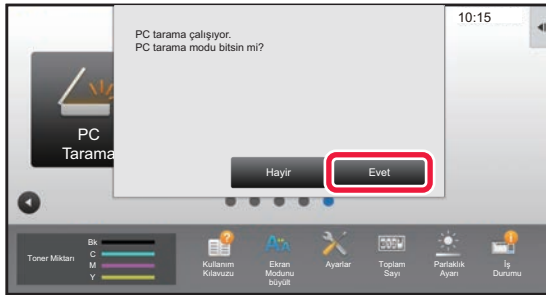 10:15
PC tarama çalışıyor.
PC tarama modu bitsin mi?
PC
Tarama
Hayir
Evet
Toner Miktarı
Bk
C
M
Y
Kullanım
Kılavuzu
Ekran
Modunu
büyült
Ayarlar
Toplam
Sayı
Parlaklık
Ayarı
İş
Durumu